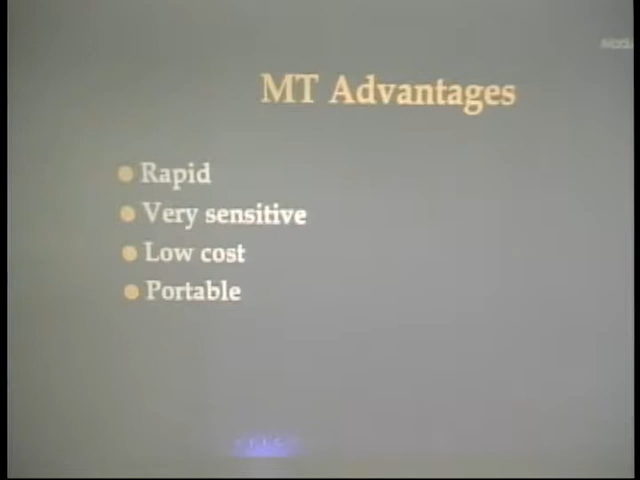 MT Advantages
Rapid
Very sensitive
Low cost
Portable